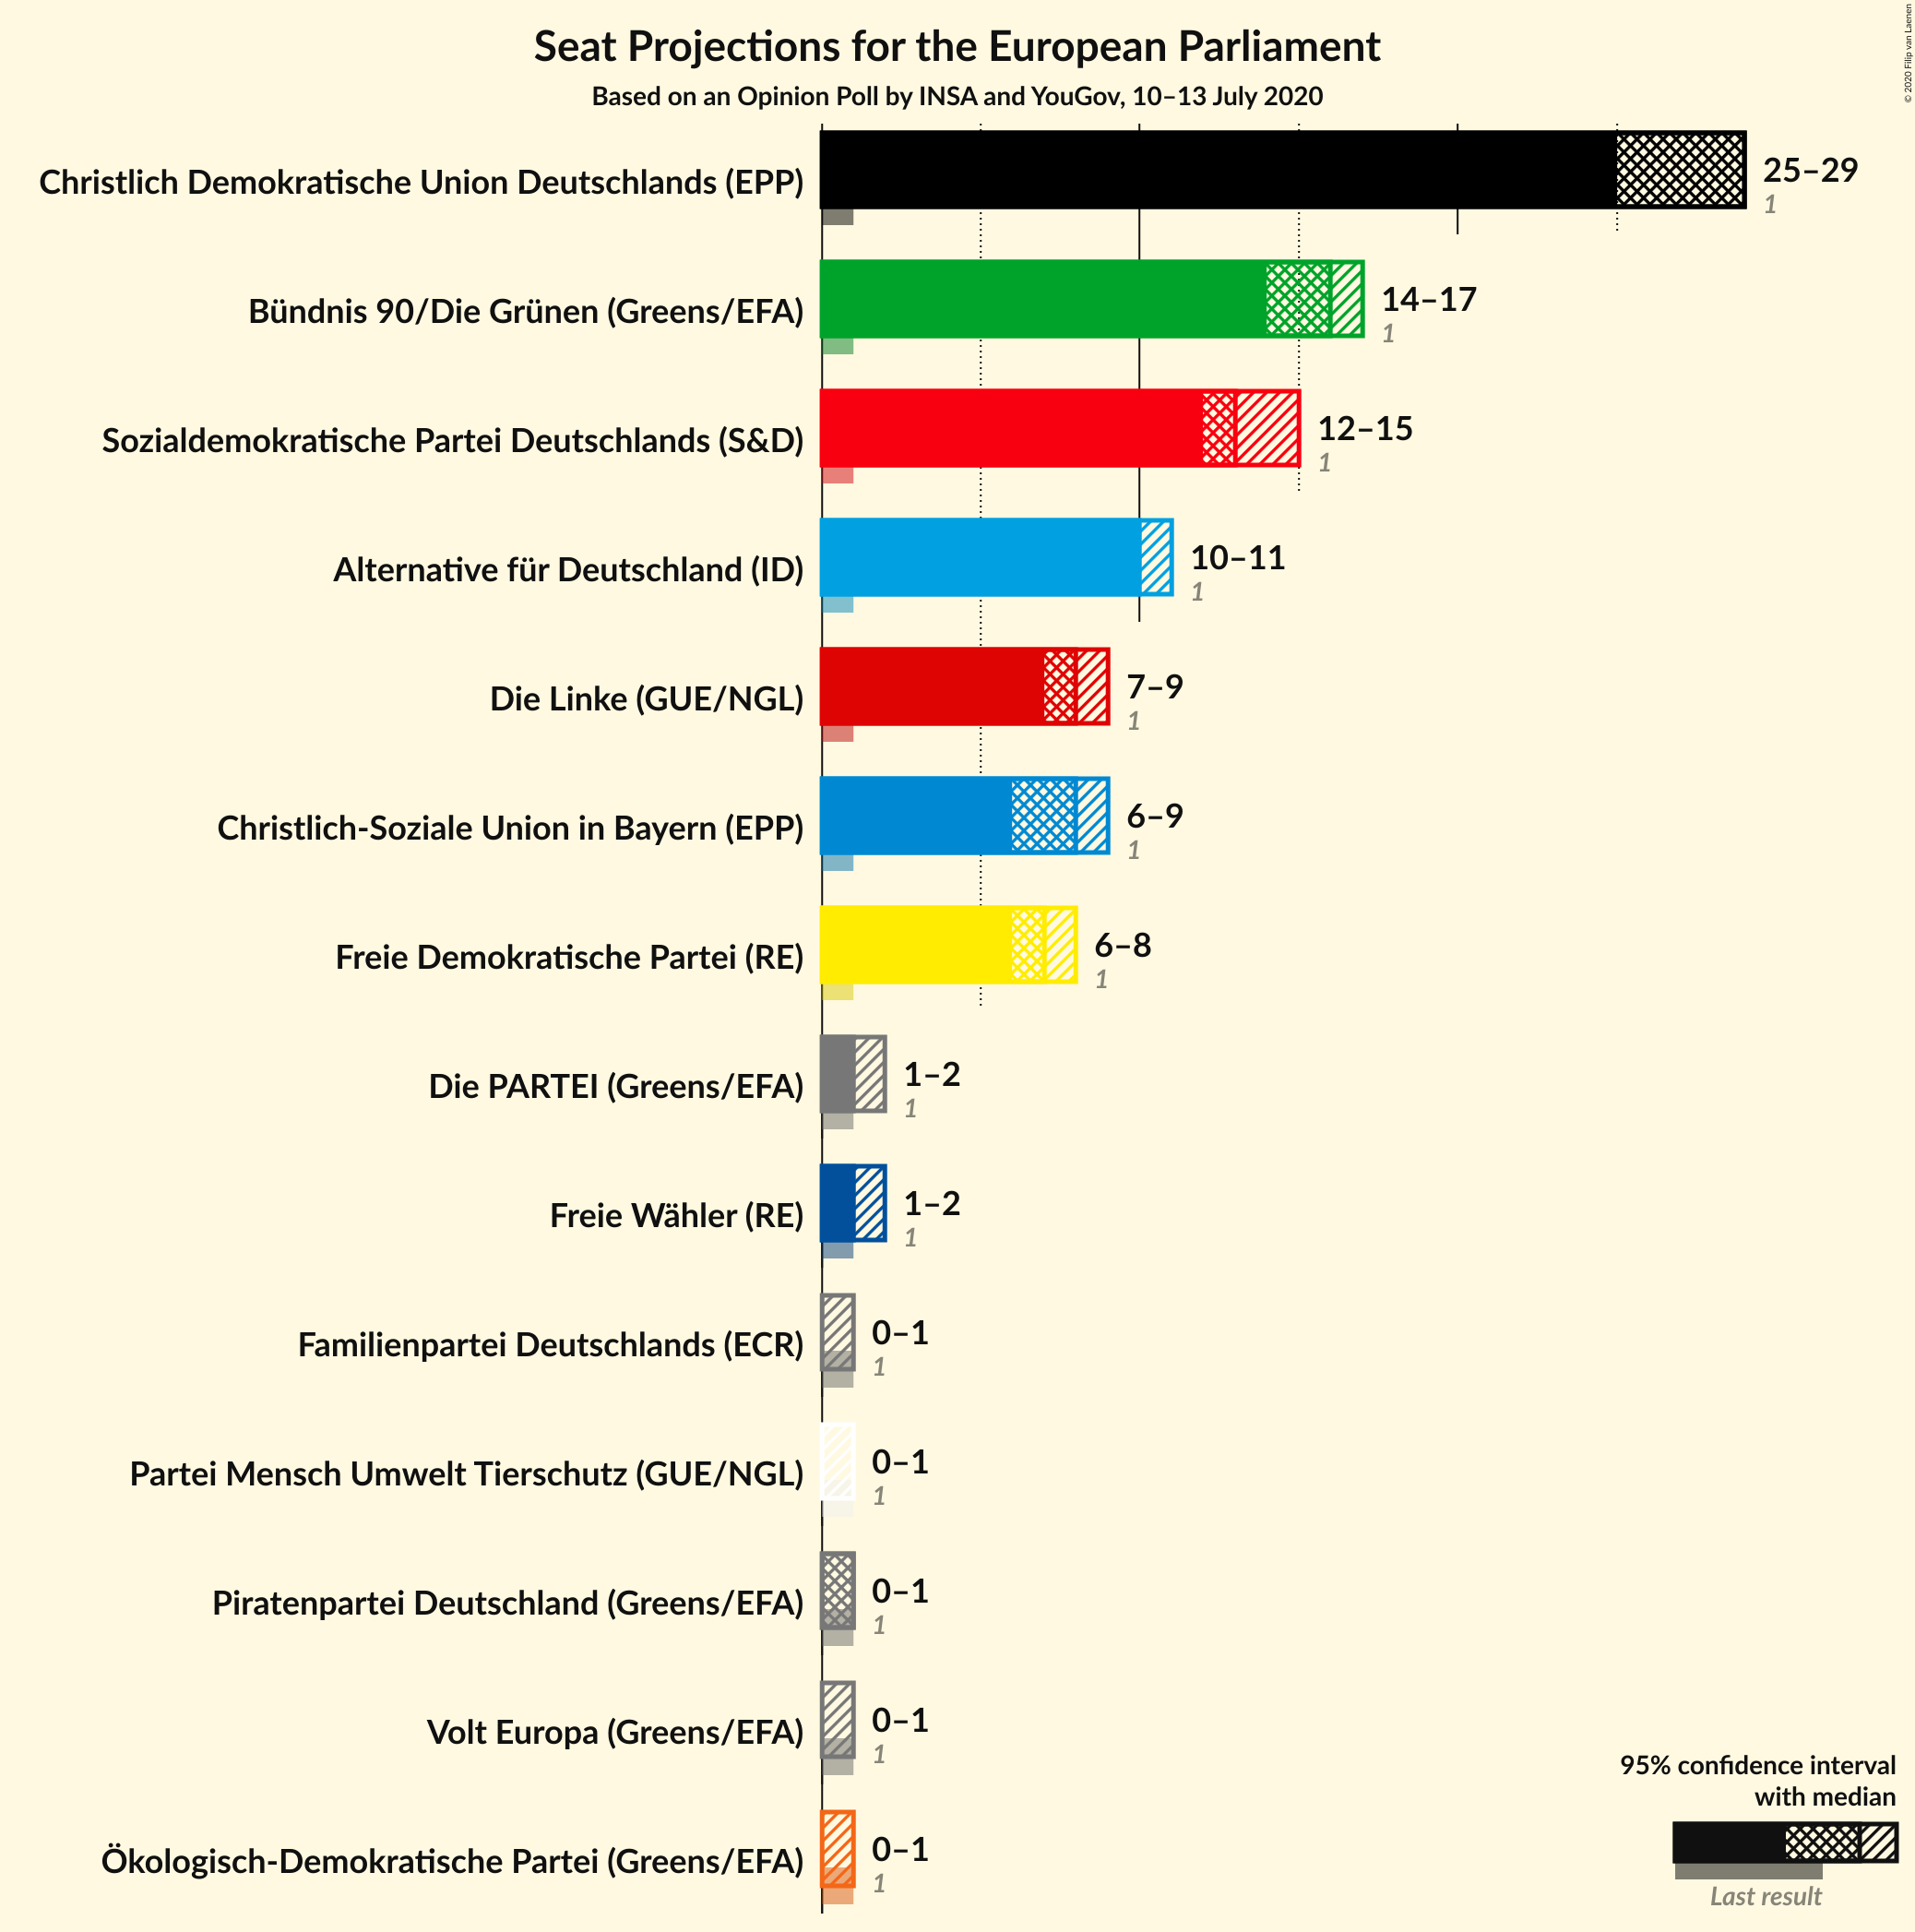 Seat Projections for the European Parliament
Based on an Opinion Poll by INSA and YouGov, 10–13 July 2020
© 2020 Filip van Laenen
Christlich Demokratische Union Deutschlands (EPP)
25–29
1
Bündnis 90/Die Grünen (Greens/EFA)
14–17
1
Sozialdemokratische Partei Deutschlands (S&D)
12–15
1
Alternative für Deutschland (ID)
10–11
1
Die Linke (GUE/NGL)
7–9
1
Christlich-Soziale Union in Bayern (EPP)
6–9
1
Freie Demokratische Partei (RE)
6–8
1
Die PARTEI (Greens/EFA)
1–2
1
Freie Wähler (RE)
1–2
1
Familienpartei Deutschlands (ECR)
0–1
1
Partei Mensch Umwelt Tierschutz (GUE/NGL)
0–1
1
Piratenpartei Deutschland (Greens/EFA)
0–1
1
Volt Europa (Greens/EFA)
0–1
1
Ökologisch-Demokratische Partei (Greens/EFA)
0–1
1
95% confidence interval
with median
Last result